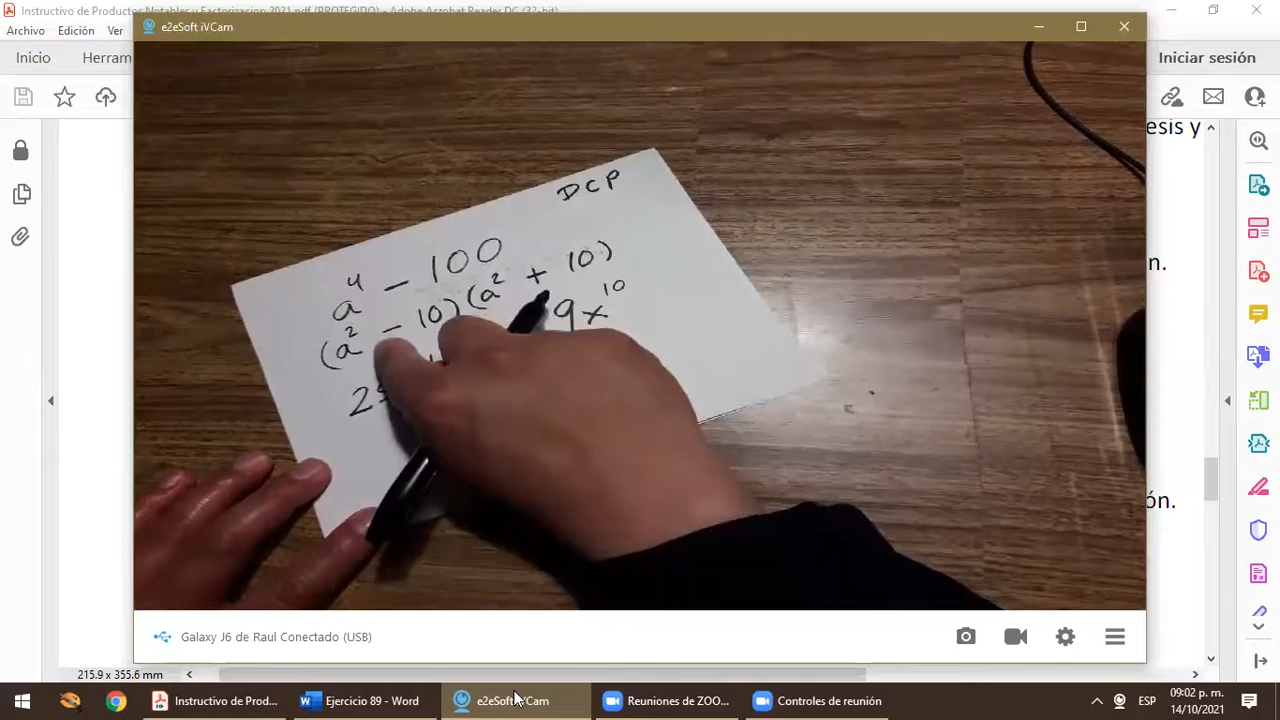 Instructivo de Productos Notables y Factorizacion 2021.pdf (PROTEGIDO) - Adobe Acrobat Reader DC (32-bit)
e2eSoft iVCam
Archivo Edición Ver
Inicio Herram
Iniciar sesión
esis y
DCP
a⁴ - 100
(a² - 10)(a² + 10)
9x¹⁰
n.
ón.
Galaxy J6 de Raul Conectado (USB)
215.9 x 355.6 mm
Instructivo de Prod...
Ejercicio 89 - Word
e2eSoft iVCam
Reuniones de ZOO...
Controles de reunión
ESP
09:02 p. m.
14/10/2021